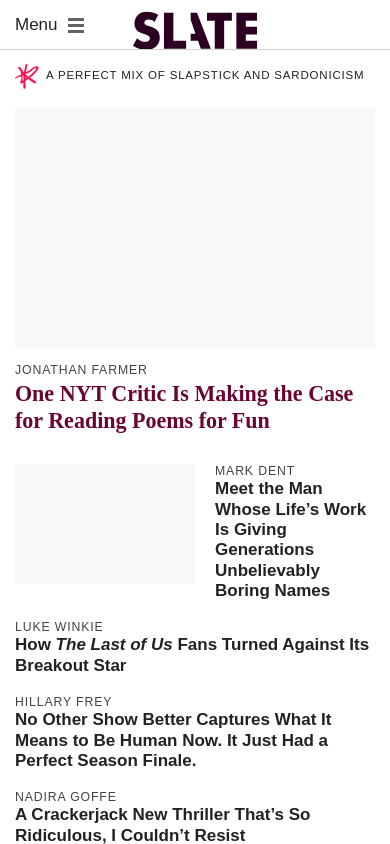 Menu
SLATE
A PERFECT MIX OF SLAPSTICK AND SARDONICISM
JONATHAN FARMER
One NYT Critic Is Making the Case
for Reading Poems for Fun
MARK DENT
Meet the Man
Whose Life’s Work
Is Giving
Generations
Unbelievably
Boring Names
LUKE WINKIE
How The Last of Us Fans Turned Against Its
Breakout Star
HILLARY FREY
No Other Show Better Captures What It
Means to Be Human Now. It Just Had a
Perfect Season Finale.
NADIRA GOFFE
A Crackerjack New Thriller That’s So
Ridiculous, I Couldn’t Resist